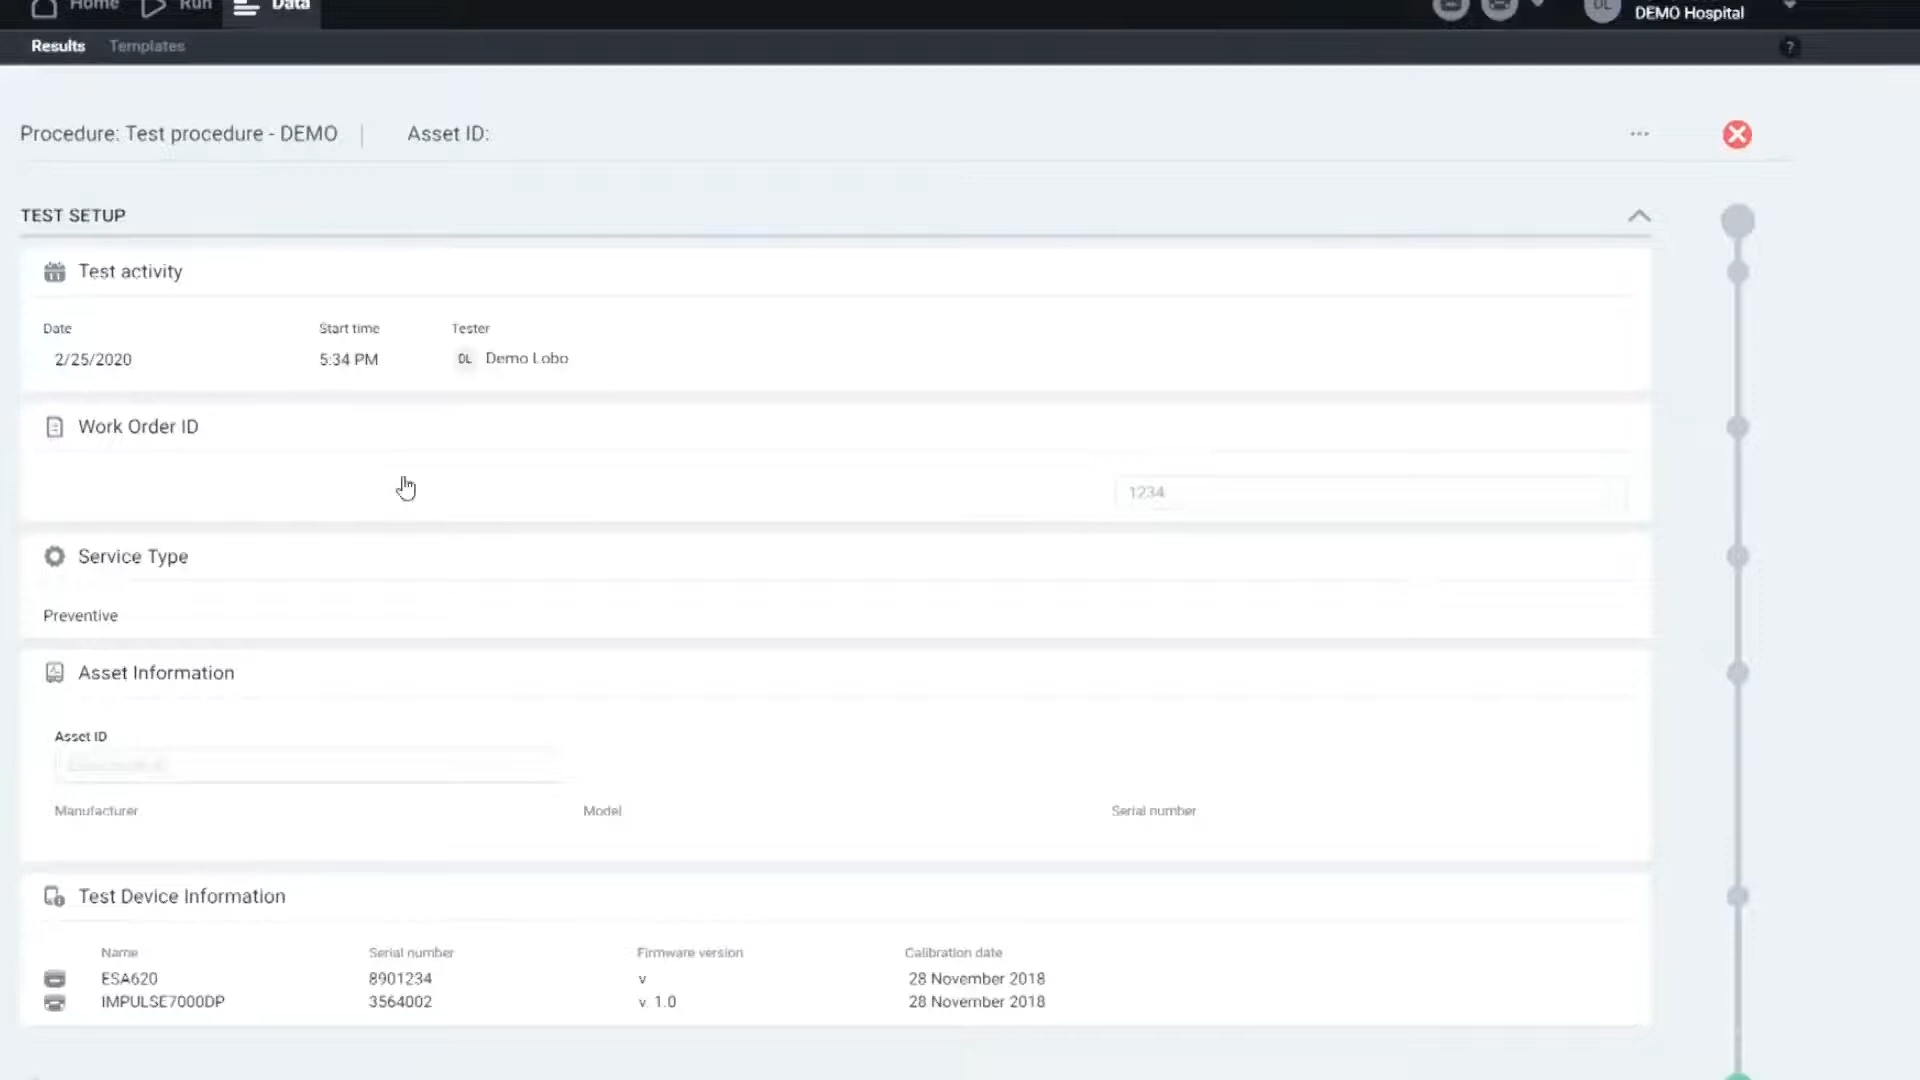 Home Run Data
DL DEMO Hospital
Results Templates ?
Procedure: Test procedure - DEMO Asset ID: ...
TEST SETUP
Test activity
Date Start time Tester
2/25/2020 5:34 PM DL Demo Lobo
Work Order ID
1234
Service Type
Preventive
Asset Information
Asset ID
Manufacturer Model Serial number
Test Device Information
Name Serial number Firmware version Calibration date
ESA620 8901234 v 28 November 2018
IMPULSE7000DP 3564002 v. 1.0 28 November 2018